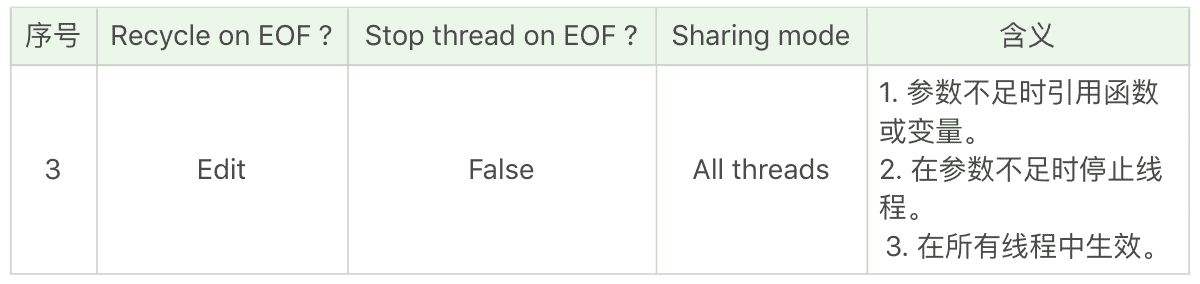 序号 Recycle on EOF ? Stop thread on EOF ? Sharing mode 含义
3 Edit False All threads
1. 参数不足时引用函数
或变量。
2. 在参数不足时停止线
程。
3. 在所有线程中生效。